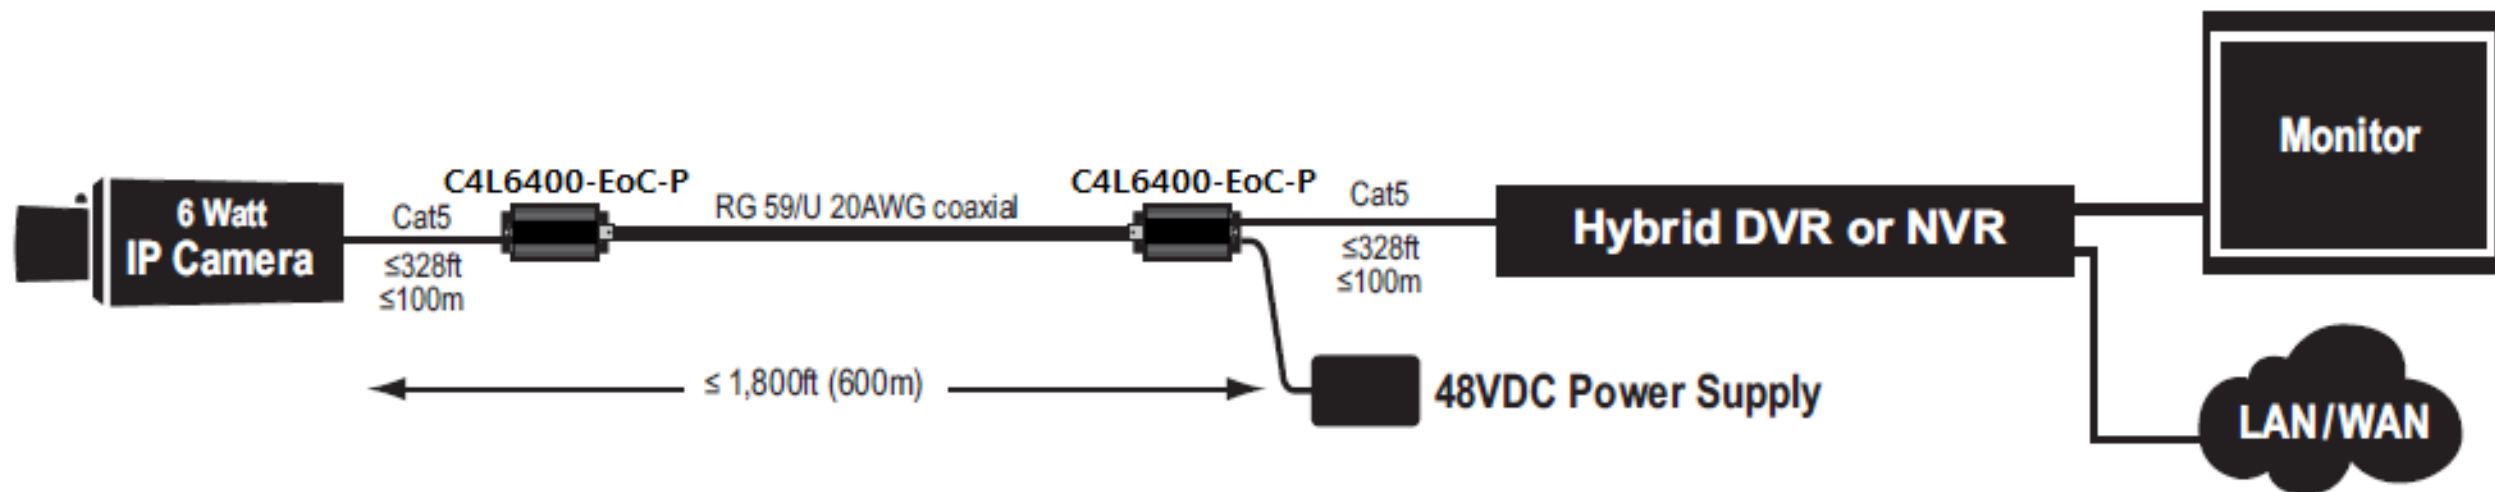 6 Watt
IP Camera
Cat5
≤328ft
≤100m
C4L6400-EoC-P
RG 59/U 20AWG coaxial
C4L6400-EoC-P
Cat5
≤328ft
≤100m
Hybrid DVR or NVR
Monitor
≤ 1,800ft (600m)
48VDC Power Supply
LAN/WAN